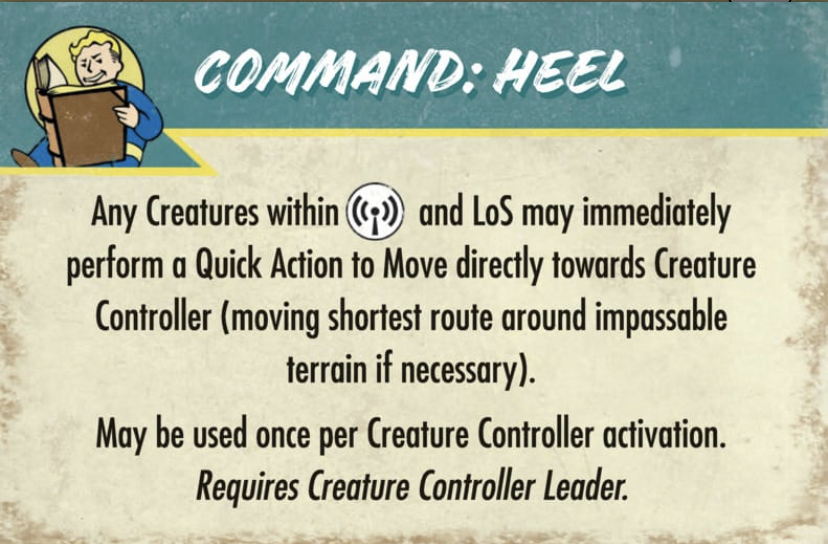 COMMAND: HEEL
Any Creatures within and LoS may immediately
perform a Quick Action to Move directly towards Creature
Controller (moving shortest route around impassable
terrain if necessary).
May be used once per Creature Controller activation.
Requires Creature Controller Leader.